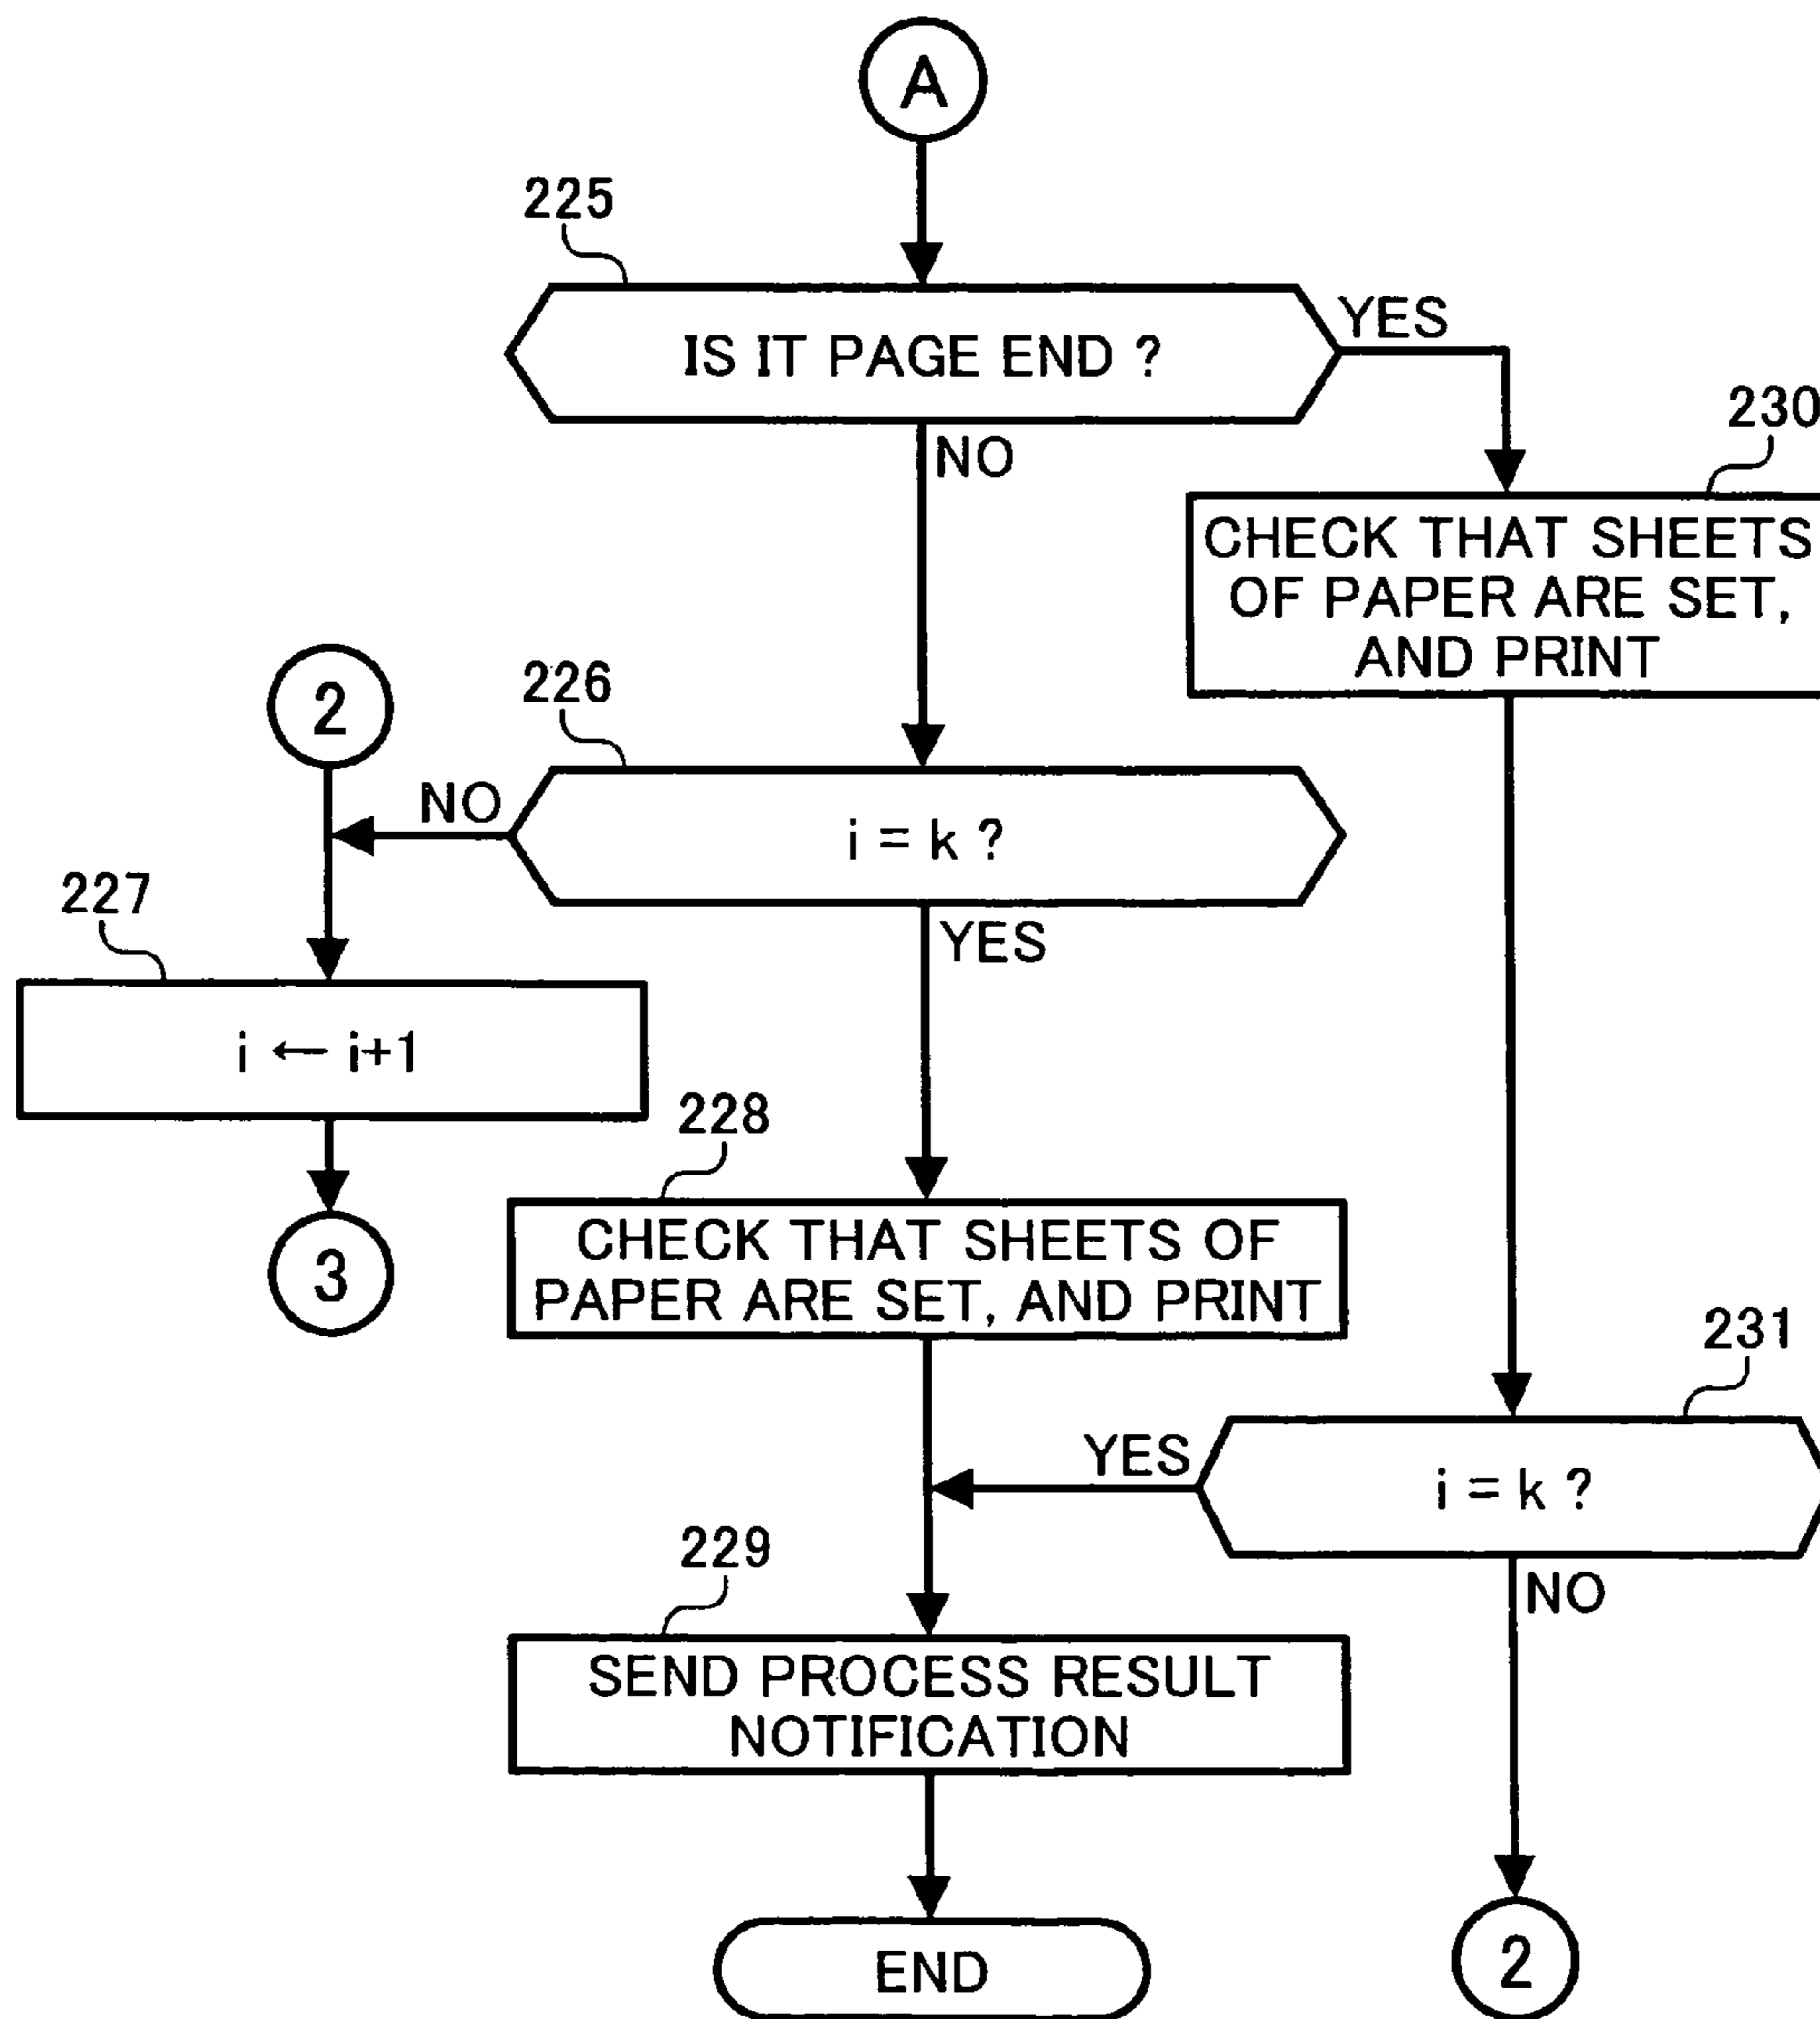 A
225
IS IT PAGE END ?
YES
NO
230
CHECK THAT SHEETS
OF PAPER ARE SET,
AND PRINT
2
226
NO
i = k ?
YES
227
i ← i+1
3
228
CHECK THAT SHEETS OF
PAPER ARE SET, AND PRINT
231
YES
i = k ?
NO
229
SEND PROCESS RESULT
NOTIFICATION
END
2